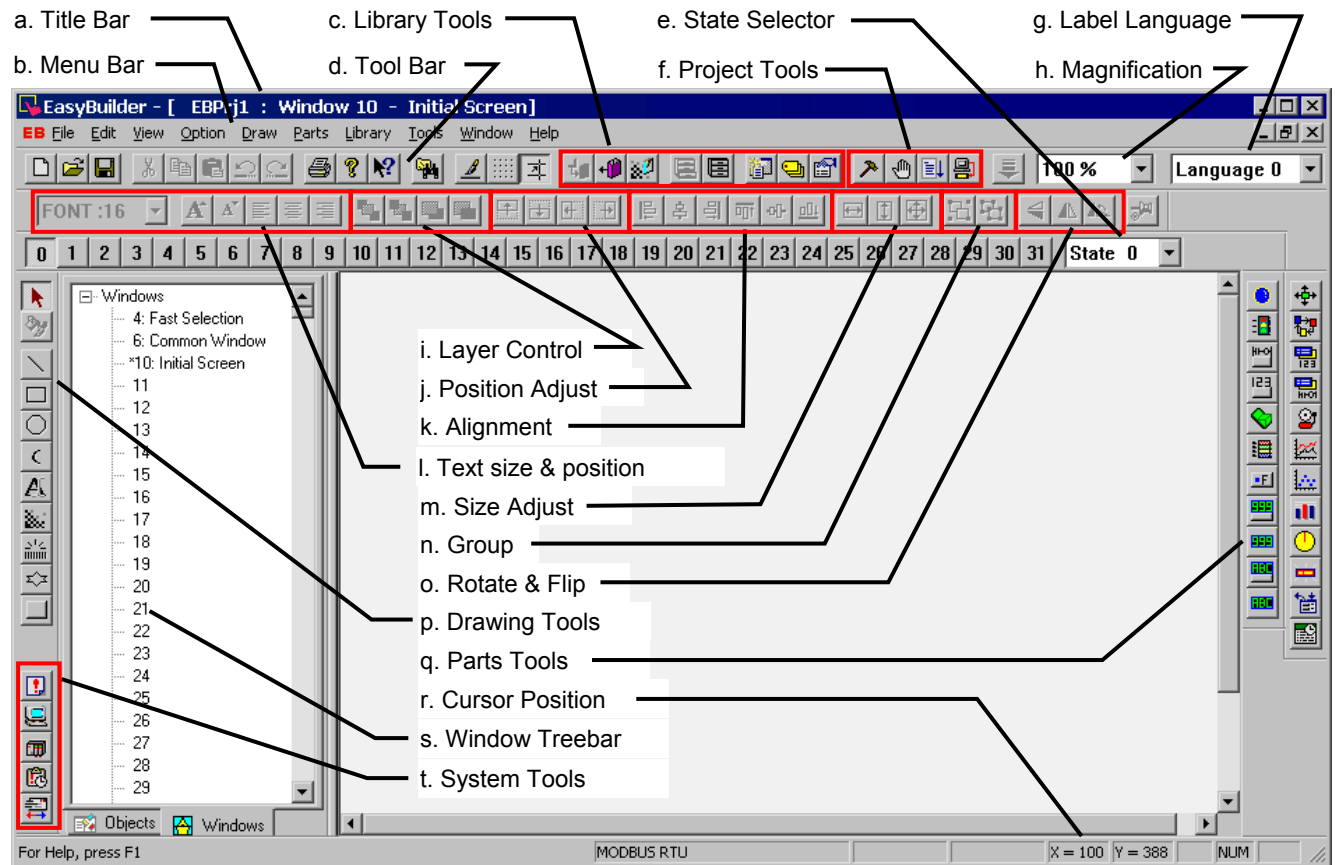 a. Title Bar c. Library Tools e. State Selector g. Label Language
b. Menu Bar d. Tool Bar f. Project Tools h. Magnification
EasyBuilder - [ EBPrj1 : Window 10 - Initial Screen]
EB File Edit View Option Draw Parts Library Tools Window Help
100 % Language 0
FONT :16
0 1 2 3 4 5 6 7 8 9 10 11 12 13 14 15 16 17 18 19 20 21 22 23 24 25 26 27 28 29 30 31 State 0
Windows
4: Fast Selection
6: Common Window
*10: Initial Screen
11
12
13
14
15
16
17
18
19
20
21
22
23
24
25
26
27
28
29
i. Layer Control
j. Position Adjust
k. Alignment
l. Text size & position
m. Size Adjust
n. Group
o. Rotate & Flip
p. Drawing Tools
q. Parts Tools
r. Cursor Position
s. Window Treebar
t. System Tools
Objects Windows
For Help, press F1 MODBUS RTU X = 100 Y = 388 NUM